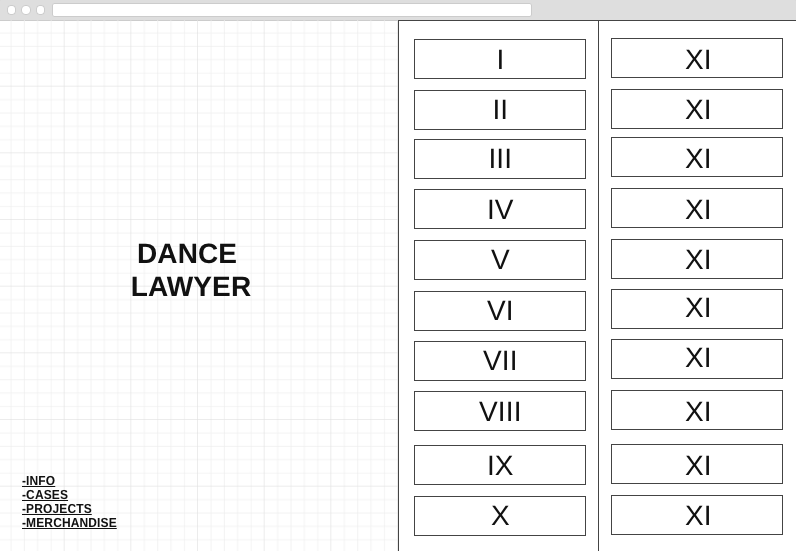 DANCE
LAWYER
-INFO
-CASES
-PROJECTS
-MERCHANDISE
I
II
III
IV
V
VI
VII
VIII
IX
X
XI
XI
XI
XI
XI
XI
XI
XI
XI
XI